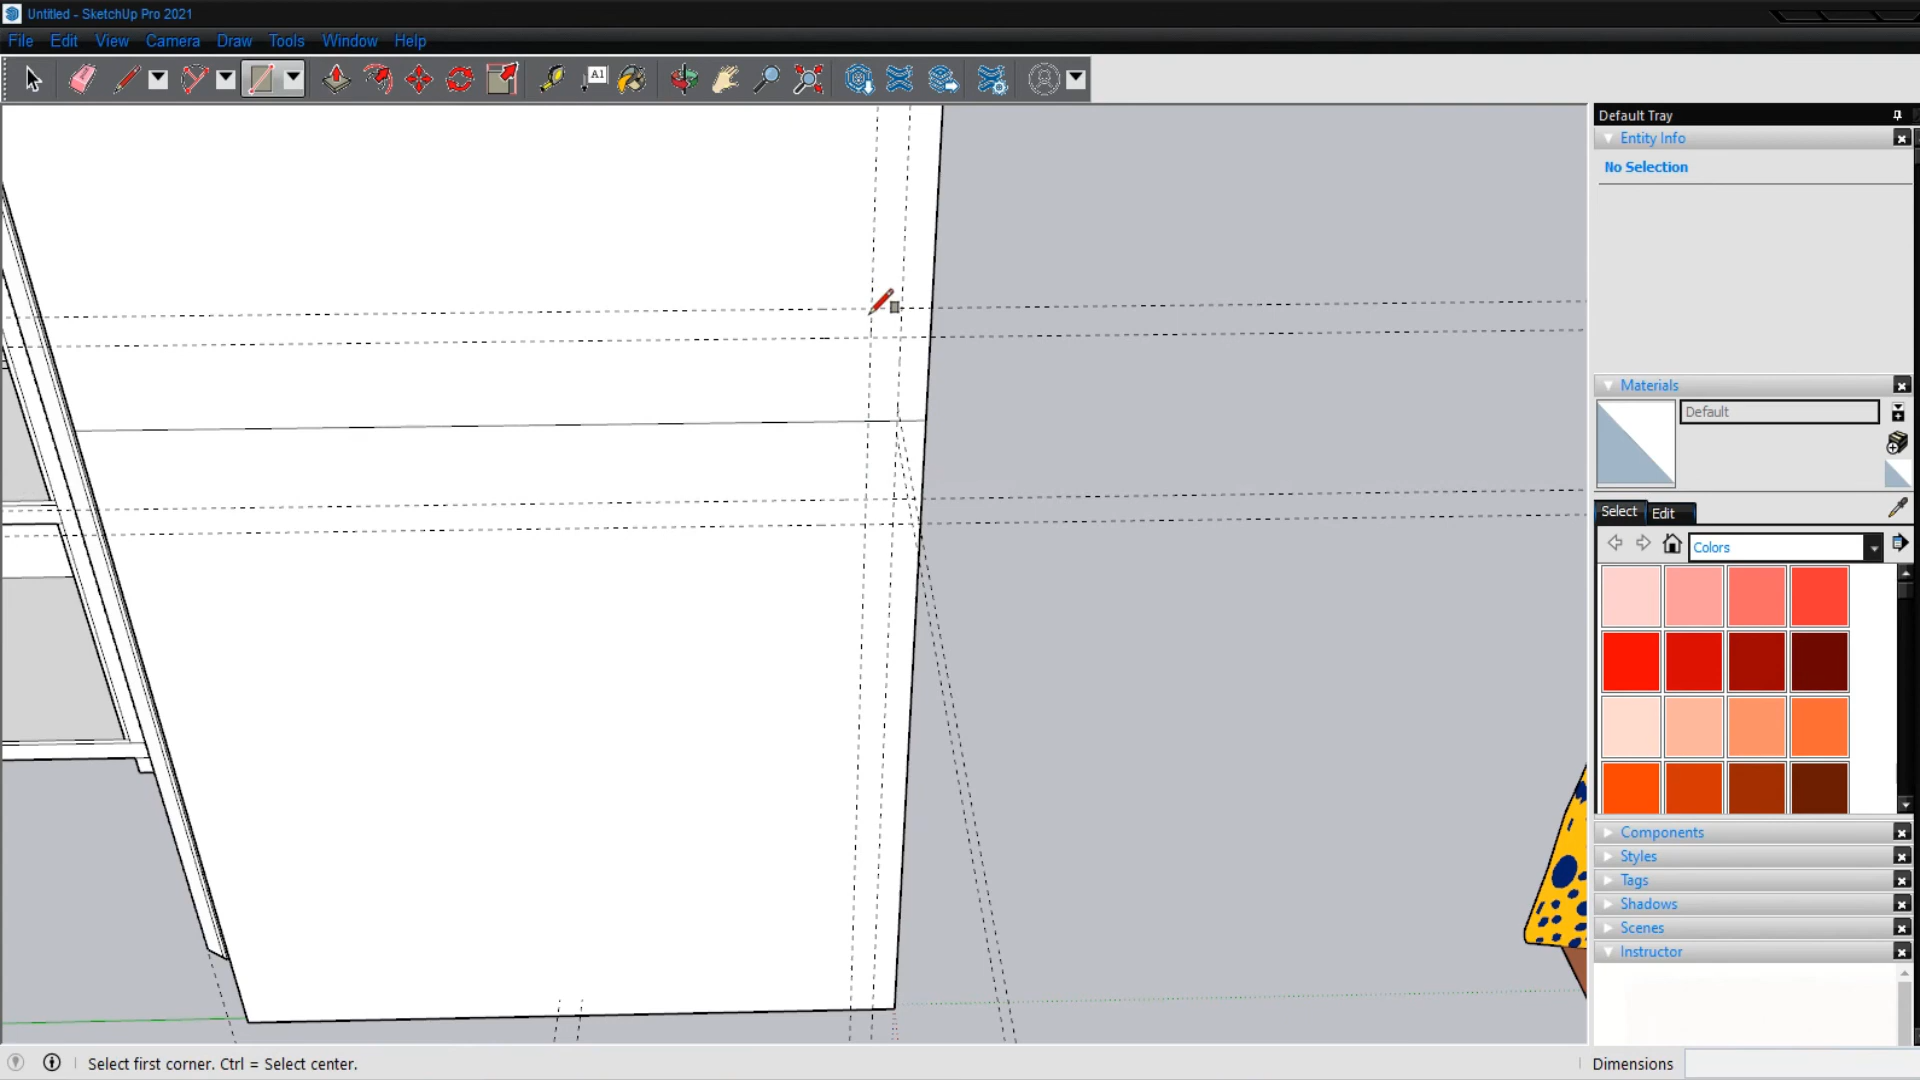 Untitled - SketchUp Pro 2021
File Edit View Camera Draw Tools Window Help
A1
Default Tray
Entity Info
No Selection
Materials
Default
Select Edit
Colors
Components
Styles
Tags
Shadows
Scenes
Instructor
Select first corner. Ctrl = Select center.
Dimensions